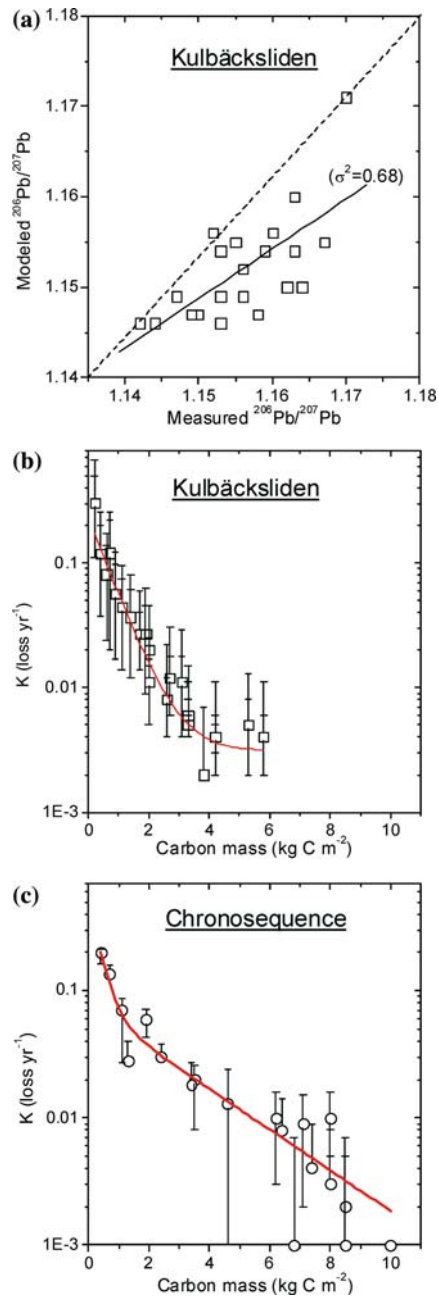 (a)
1.18
1.17
1.16
1.15
1.14
Kulbäcksliden
(σ²=0.68)
Modeled ²⁰⁶Pb/²⁰⁷Pb
1.14 1.15 1.16 1.17 1.18
Measured ²⁰⁶Pb/²⁰⁷Pb
(b)
Kulbäcksliden
0.1
0.01
1E-3
K (loss yr⁻¹)
0 2 4 6 8 10
Carbon mass (kg C m⁻²)
(c)
Chronosequence
0.1
0.01
1E-3
K (loss yr⁻¹)
0 2 4 6 8 10
Carbon mass (kg C m⁻²)